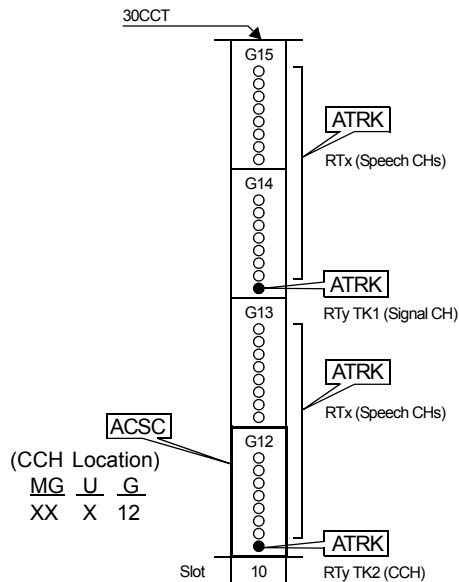 30CCT
G15
ATRK
RTx (Speech CHs)
G14
ATRK
RTy TK1 (Signal CH)
G13
ATRK
RTx (Speech CHs)
ACSC
G12
(CCH Location)
MG U G
XX X 12
ATRK
Slot 10 RTy TK2 (CCH)